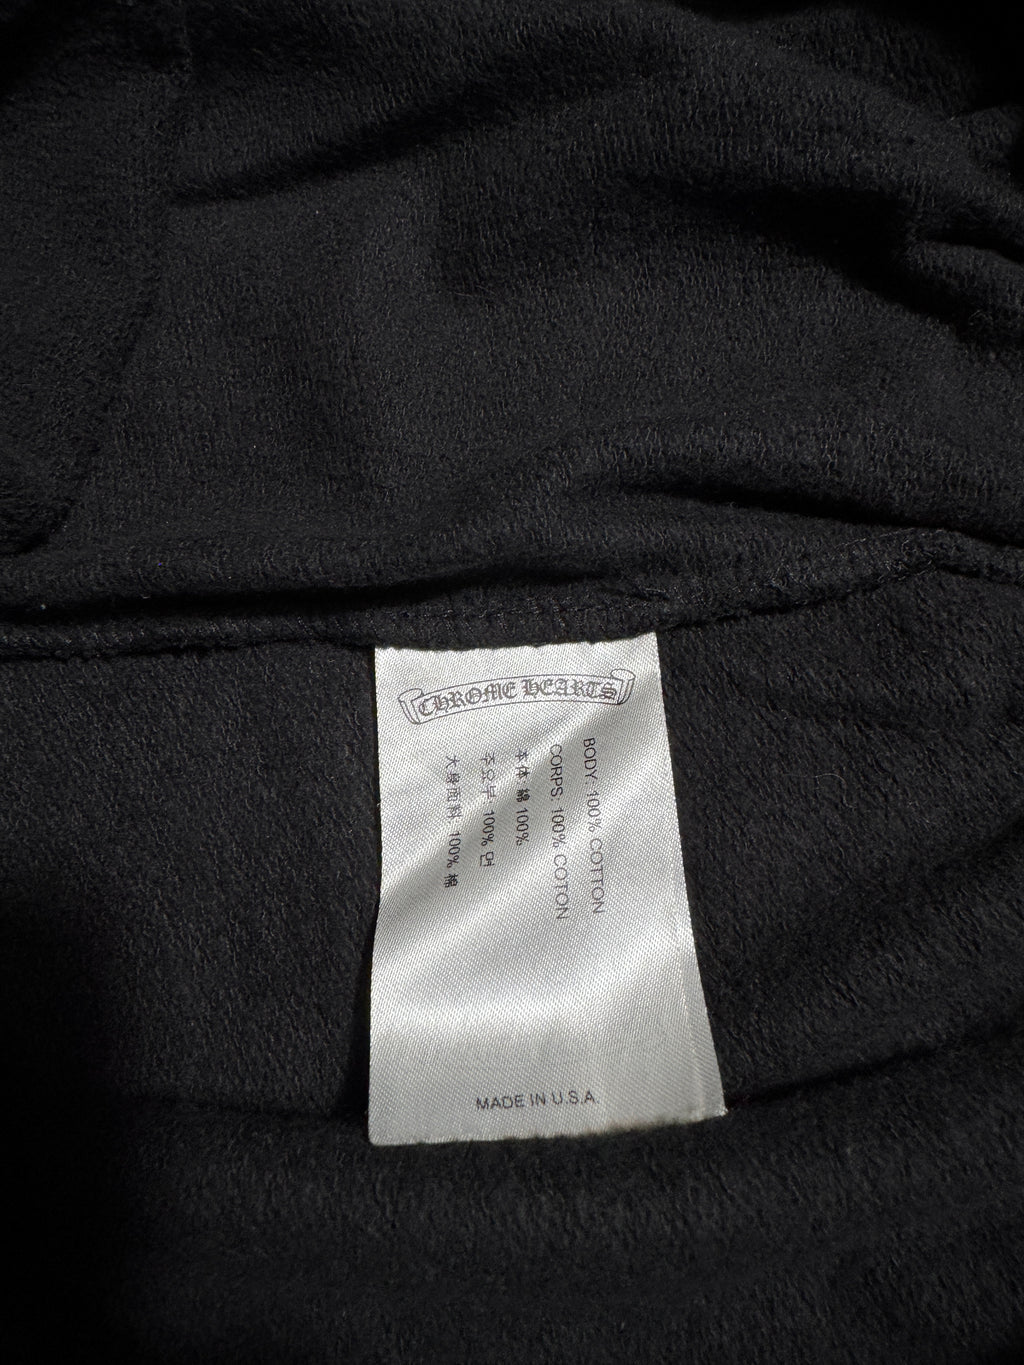 CHROME HEARTS
BODY: 100% COTTON
CORPS: 100% COTON
本体 綿 100%
주요부: 100% 면
大身面料 100% 棉
MADE IN U.S.A.